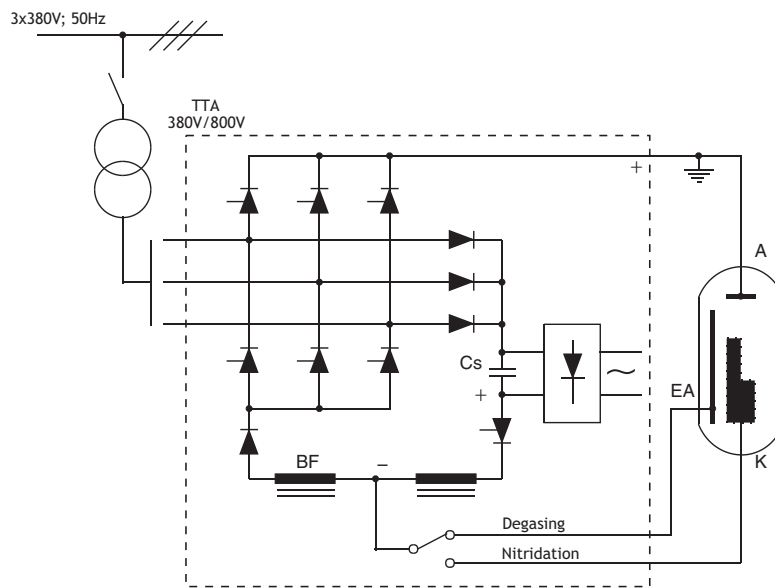 3x380V; 50Hz
TTA
380V/800V
+
A
Cs
+
~
EA
BF
–
K
Degasing
Nitridation